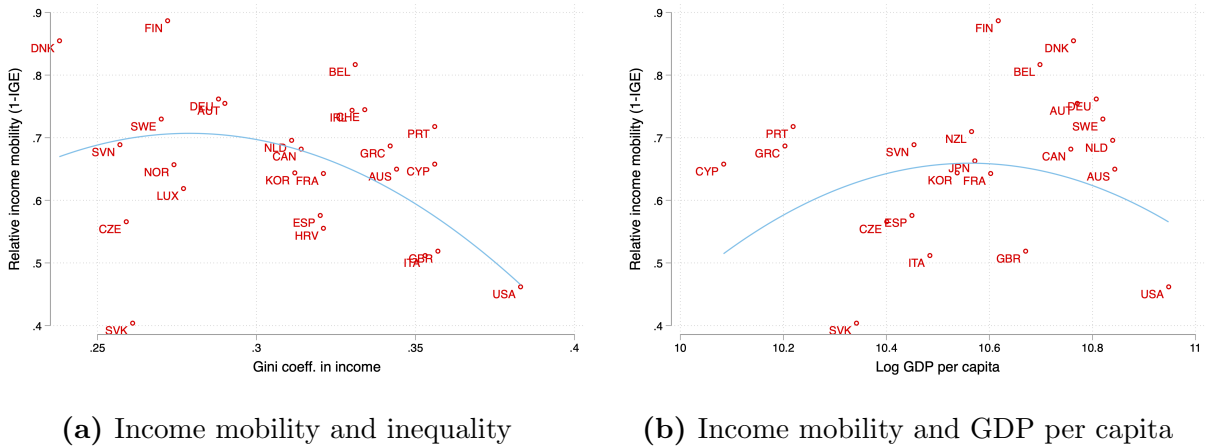 .9
.8
.7
.6
.5
.4
Relative income mobility (1-IGE)
FIN
DNK
BEL
DEU
AUT
IRL
CHE
SWE
PRT
SVN
NLD
CAN
GRC
NOR
CYP
KOR
FRA
AUS
LUX
ESP
CZE
HRV
ITA
GBR
USA
SVK
.25 .3 .35 .4
Gini coeff. in income
.9
.8
.7
.6
.5
.4
Relative income mobility (1-IGE)
FIN
DNK
BEL
AUT
DEU
SWE
PRT
NZL
GRC
SVN
NLD
CAN
CYP
JPN
KOR
FRA
AUS
ESP
CZE
ITA
GBR
USA
SVK
10 10.2 10.4 10.6 10.8 11
Log GDP per capita
(a) Income mobility and inequality
(b) Income mobility and GDP per capita